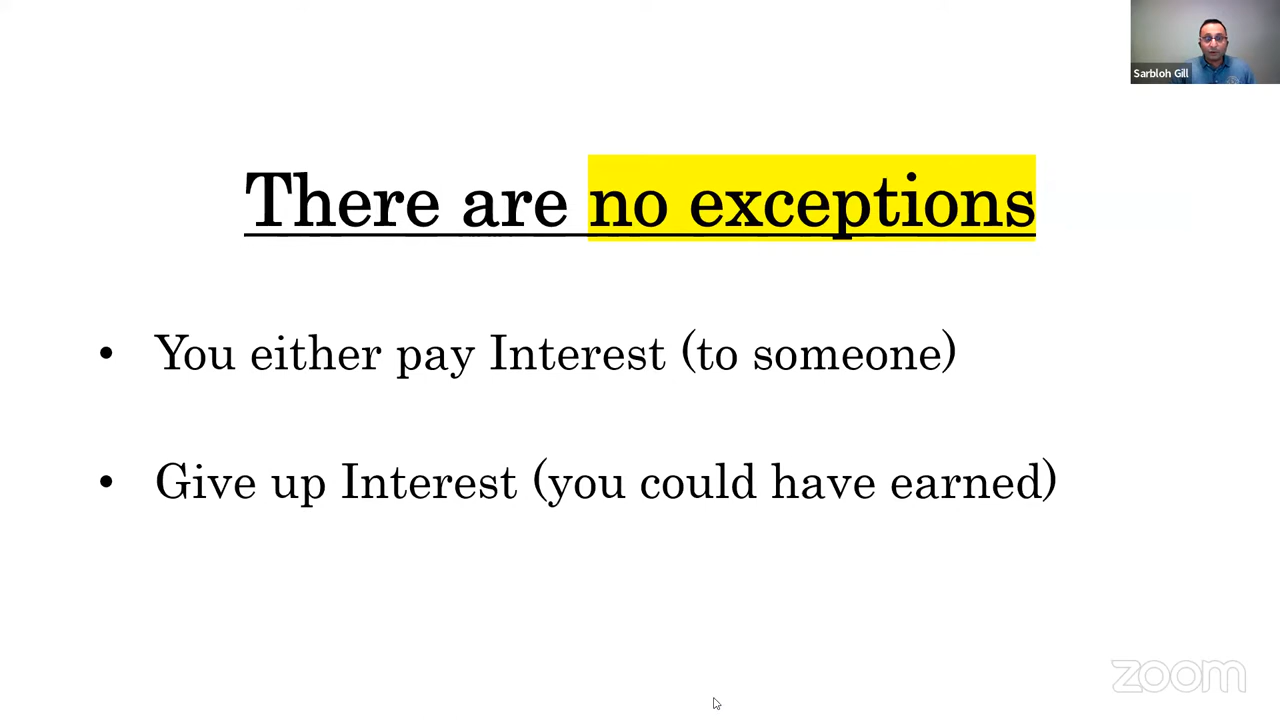 Sarbloh Gill
There are no exceptions
• You either pay Interest (to someone)
• Give up Interest (you could have earned)
zoom